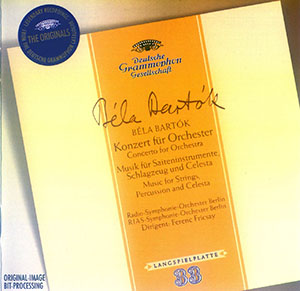 LEGENDARY RECORDINGS
THE ORIGINALS
Deutsche
Grammophon
Gesellschaft
Béla Bartók
BÉLA BARTÓK
Konzert für Orchester
Concerto for Orchestra
Musik für Saiteninstrumente,
Schlagzeug und Celesta
Music for Strings,
Percussion and Celesta
Radio-Symphonie-Orchester Berlin
RIAS-Symphonie-Orchester Berlin
Dirigent: Ferenc Fricsay
LANGSPIELPLATTE
33
ORIGINAL-IMAGE
BIT-PROCESSING